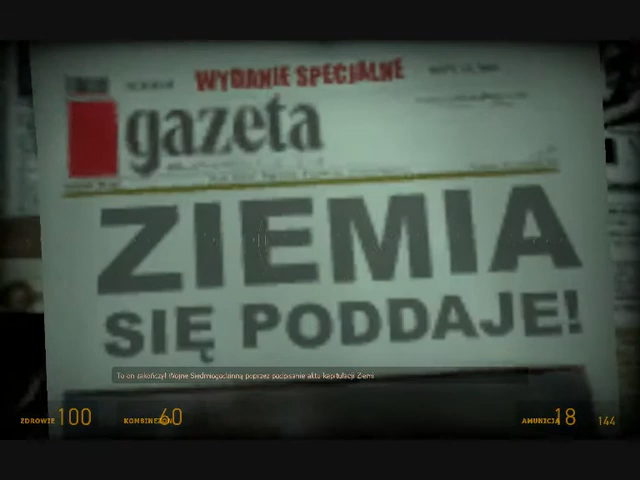 WYDANIE SPECJALNE
gazeta
ZIEMIA
SIĘ PODDAJE!
To on zakończył Wojnę Siedmiogodzinną poprzez podpisanie aktu kapitulacji Ziemi
ZDROWIE 100 KOMBINEZON 60 AMUNICJA 18 144